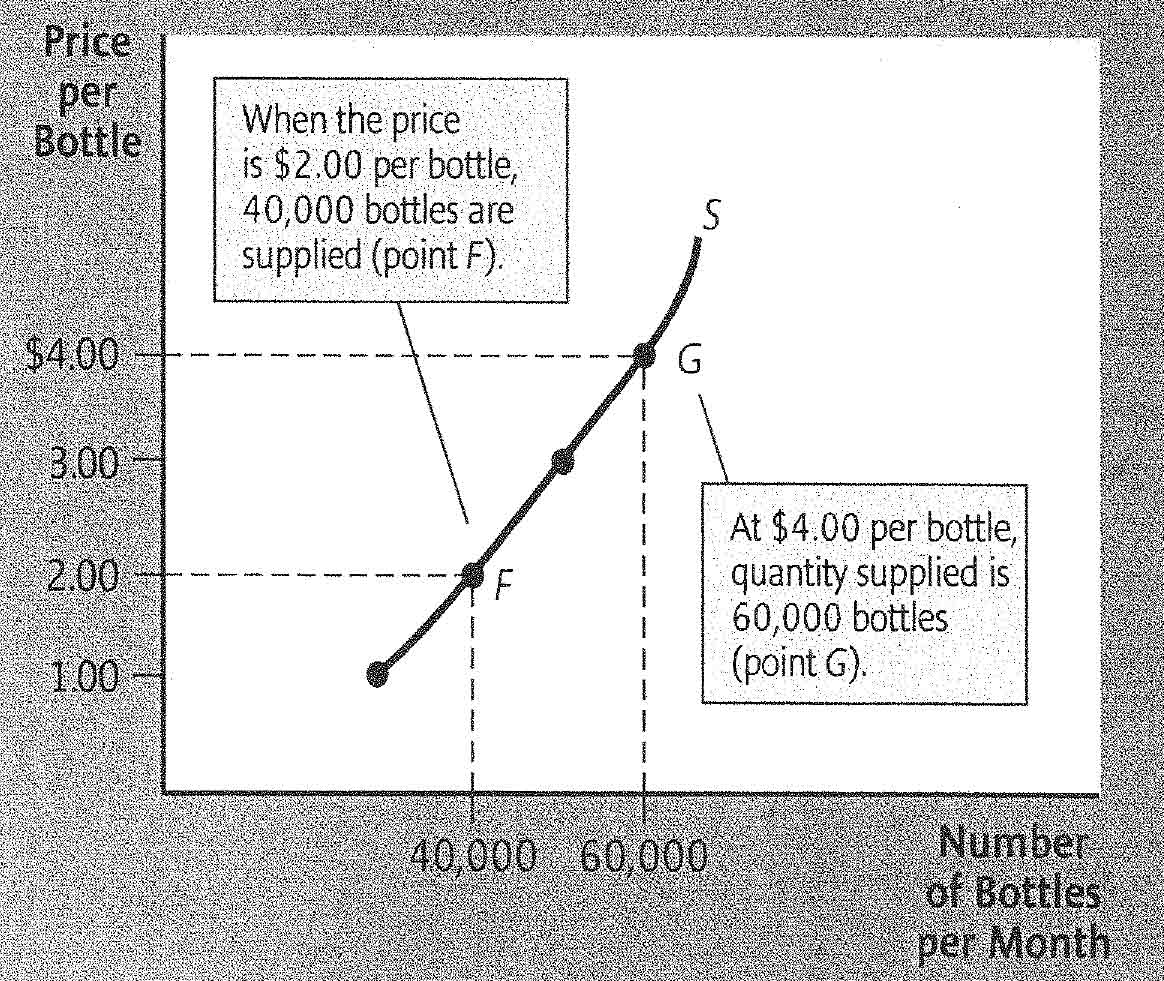 Price
per
Bottle
When the price
is $2.00 per bottle,
40,000 bottles are
supplied (point F).
S
$4.00
G
3.00
At $4.00 per bottle,
quantity supplied is
60,000 bottles
(point G).
2.00
F
1.00
40,000
60,000
Number
of Bottles
per Month